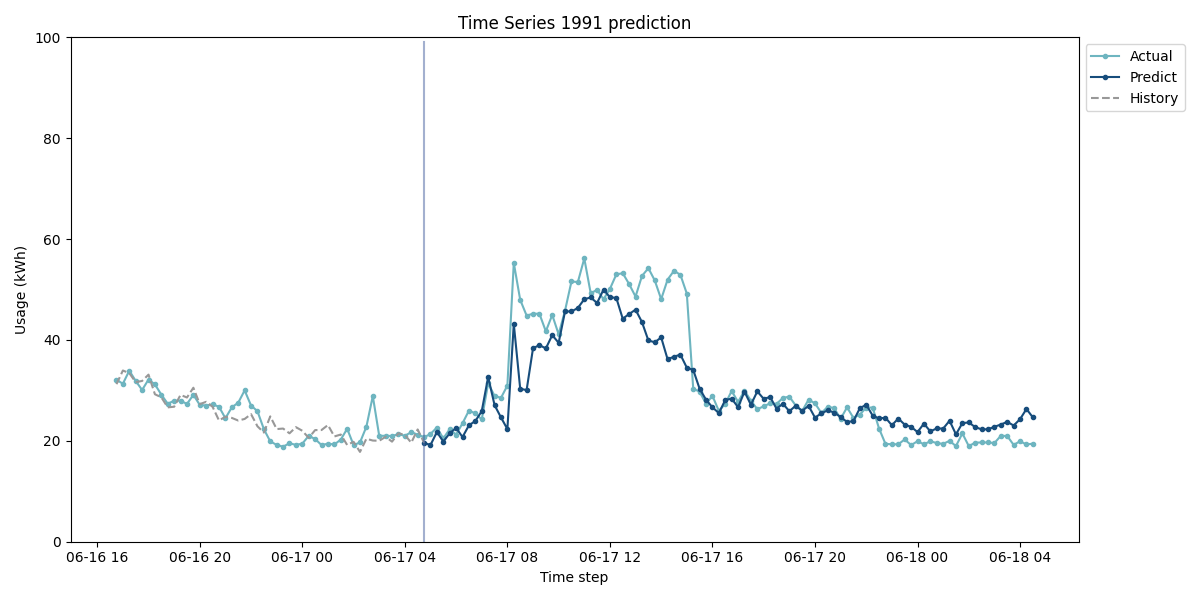 Time Series 1991 prediction
Usage (kWh)
100
80
60
40
20
0
06-16 16
06-16 20
06-17 00
06-17 04
06-17 08
06-17 12
06-17 16
06-17 20
06-18 00
06-18 04
Time step
Actual
Predict
History